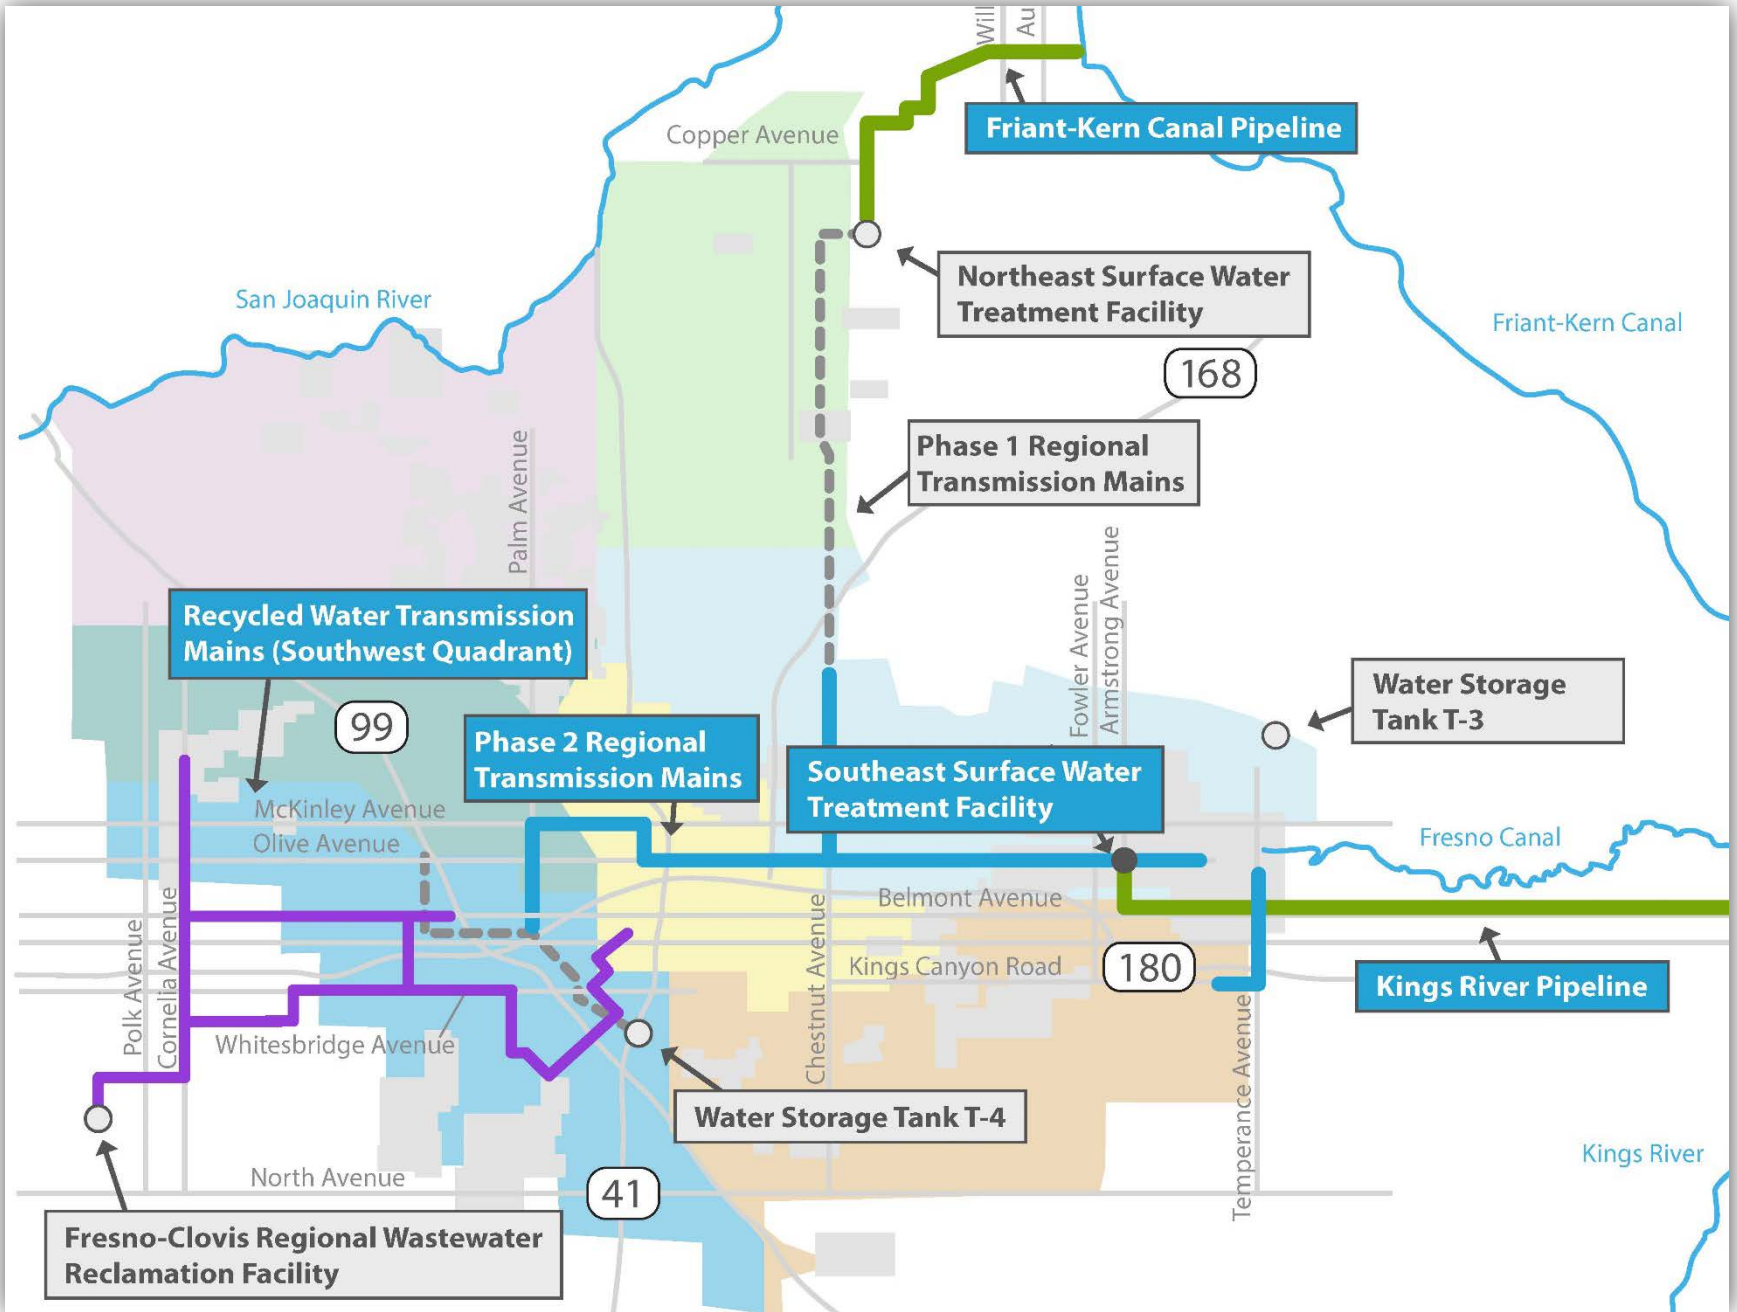 Will
Au
Friant-Kern Canal Pipeline
Copper Avenue
Northeast Surface Water
Treatment Facility
San Joaquin River
Friant-Kern Canal
168
Phase 1 Regional
Transmission Mains
Palm Avenue
Fowler Avenue
Armstrong Avenue
Recycled Water Transmission
Mains (Southwest Quadrant)
Water Storage
Tank T-3
99
Phase 2 Regional
Transmission Mains
Southeast Surface Water
Treatment Facility
McKinley Avenue
Olive Avenue
Fresno Canal
Belmont Avenue
Polk Avenue
Cornelia Avenue
Chestnut Avenue
Kings Canyon Road
180
Kings River Pipeline
Whitesbridge Avenue
Temperance Avenue
Water Storage Tank T-4
Kings River
North Avenue
41
Fresno-Clovis Regional Wastewater
Reclamation Facility